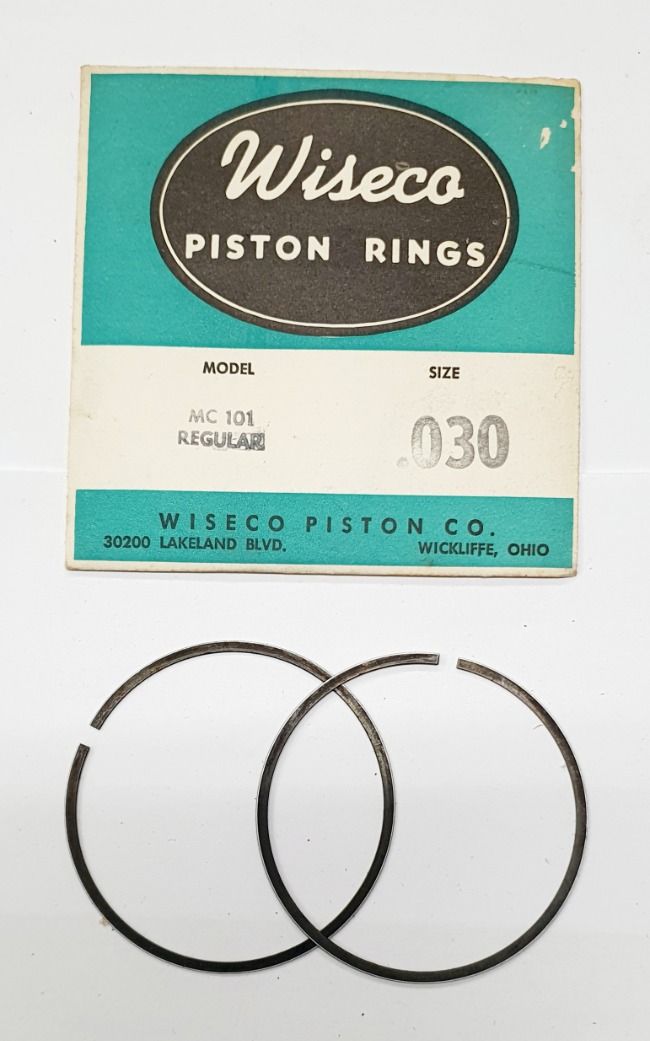 Wiseco
PISTON RINGS
MODEL
SIZE
MC 101
REGULAR
.030
WISECO PISTON CO.
30200 LAKELAND BLVD.
WICKLIFFE, OHIO